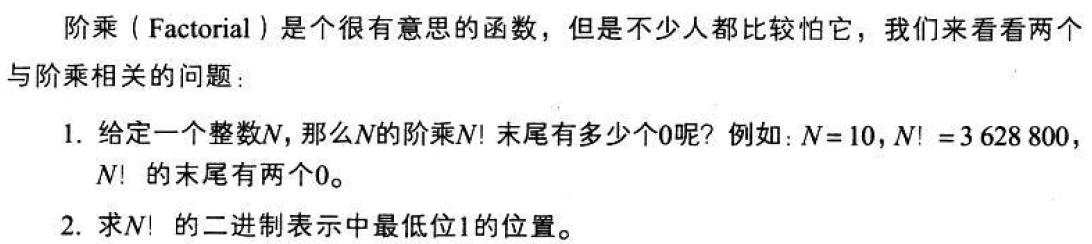 阶乘（Factorial）是个很有意思的函数，但是不少人都比较怕它，我们来看看两个
与阶乘相关的问题：
1. 给定一个整数N，那么N的阶乘N！末尾有多少个0呢？例如：N=10，N！=3 628 800，
N！的末尾有两个0。
2. 求N！的二进制表示中最低位1的位置。